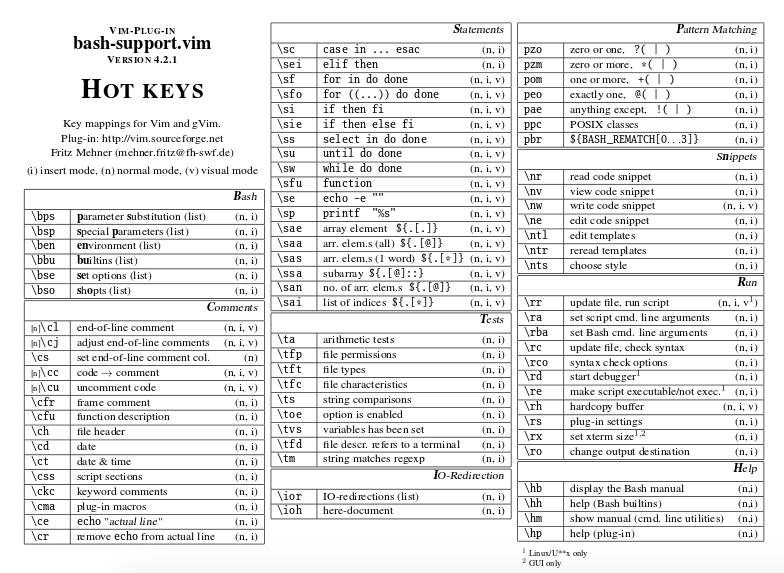 VIM-PLUG-IN
bash-support.vim
VERSION 4.2.1
HOT KEYS
Key mappings for Vim and gVim.
Plug-in: http://vim.sourceforge.net
Fritz Mehner (mehner.fritz@fh-swf.de)
(i) insert mode, (n) normal mode, (v) visual mode
Bash
\bps parameter substitution (list) (n, i)
\bsp special parameters (list) (n, i)
\ben environment (list) (n, i)
\bbu builtins (list) (n, i)
\bse set options (list) (n, i)
\bso shopts (list) (n, i)
Comments
[n]\cl end-of-line comment (n, i, v)
[n]\cj adjust end-of-line comments (n, i, v)
\cs set end-of-line comment col. (n)
[n]\cc code → comment (n, i, v)
[n]\cu uncomment code (n, i, v)
\cfr frame comment (n, i)
\cfu function description (n, i)
\ch file header (n, i)
\cd date (n, i)
\ct date & time (n, i)
\css script sections (n, i)
\ckc keyword comments (n, i)
\cma plug-in macros (n, i)
\ce echo "actual line" (n, i)
\cr remove echo from actual line (n, i)
Statements
\sc case in ... esac (n, i)
\sei elif then (n, i)
\sf for in do done (n, i, v)
\sfo for ((...)) do done (n, i, v)
\si if then fi (n, i, v)
\sie if then else fi (n, i, v)
\ss select in do done (n, i, v)
\su until do done (n, i, v)
\sw while do done (n, i, v)
\sfu function (n, i, v)
\se echo -e "" (n, i, v)
\sp printf "%s" (n, i, v)
\sae array element ${.[.]} (n, i, v)
\saa arr. elem.s (all) ${.[@]} (n, i, v)
\sas arr. elem.s (1 word) ${.[*]} (n, i, v)
\ssa subarray ${.[@]::} (n, i, v)
\san no. of arr. elem.s ${.[@]} (n, i, v)
\sai list of indices ${.[*]} (n, i, v)
Tests
\ta arithmetic tests (n, i)
\tfp file permissions (n, i)
\tft file types (n, i)
\tfc file characteristics (n, i)
\ts string comparisons (n, i)
\toe option is enabled (n, i)
\tvs variables has been set (n, i)
\tfd file descr. refers to a terminal (n, i)
\tm string matches regexp (n, i)
IO-Redirection
\ior IO-redirections (list) (n, i)
\ioh here-document (n, i)
Pattern Matching
pzo zero or one, ?( | ) (n, i)
pzm zero or more, *( | ) (n, i)
pom one or more, +( | ) (n, i)
peo exactly one, @( | ) (n, i)
pae anything except, !( | ) (n, i)
ppc POSIX classes (n, i)
pbr ${BASH_REMATCH[0...3]} (n, i)
Snippets
\nr read code snippet (n, i)
\nv view code snippet (n, i)
\nw write code snippet (n, i, v)
\ne edit code snippet (n, i)
\ntl edit templates (n, i)
\ntr reread templates (n, i)
\nts choose style (n, i)
Run
\rr update file, run script (n, i, v¹)
\ra set script cmd. line arguments (n, i)
\rba set Bash cmd. line arguments (n, i)
\rc update file, check syntax (n, i)
\rco syntax check options (n, i)
\rd start debugger¹ (n, i)
\re make script executable/not exec.¹ (n, i)
\rh hardcopy buffer (n, i, v)
\rs plug-in settings (n, i)
\rx set xterm size¹,² (n, i)
\ro change output destination (n, i)
Help
\hb display the Bash manual (n,i)
\hh help (Bash builtins) (n,i)
\hm show manual (cmd. line utilities) (n,i)
\hp help (plug-in) (n,i)
¹ Linux/U**x only
² GUI only